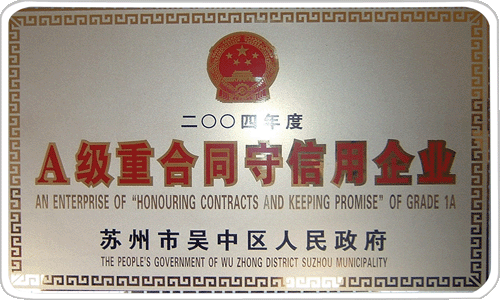 二〇〇四年度
A级重合同守信用企业
AN ENTERPRISE OF "HONOURING CONTRACTS AND KEEPING PROMISE" OF GRADE 1A
苏州市吴中区人民政府
THE PEOPLE'S GOVERNMENT OF WU ZHONG DISTRICT SUZHOU MUNICIPALITY